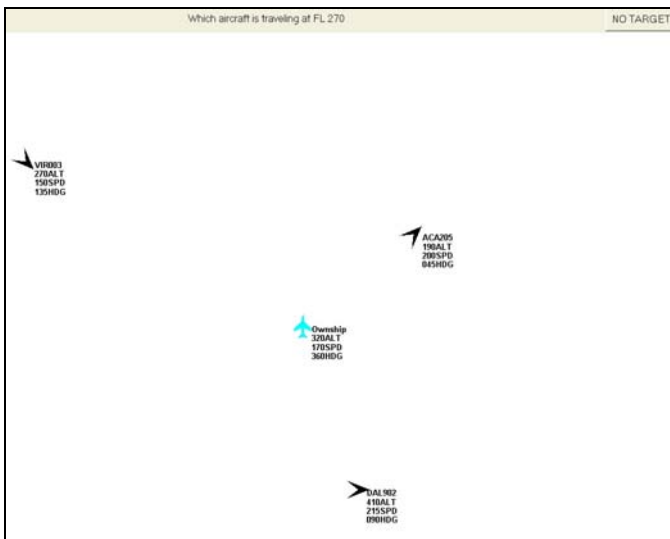 Which aircraft is traveling at FL 270
NO TARGET
VIR003
270ALT
150SPD
135HDG
ACA205
190ALT
200SPD
045HDG
Ownship
320ALT
170SPD
360HDG
DAL902
410ALT
215SPD
090HDG